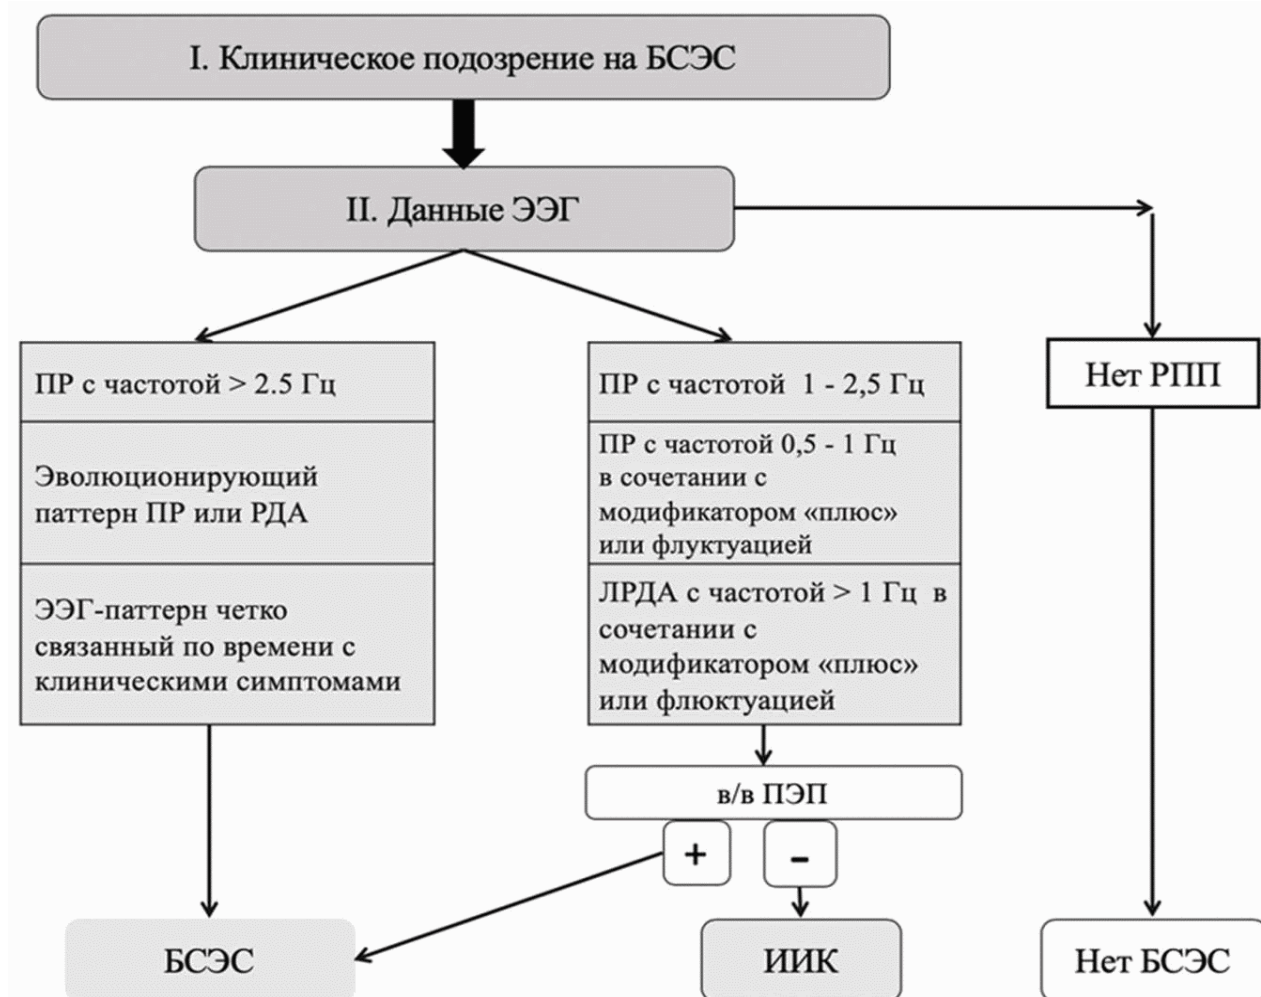 I. Клиническое подозрение на БСЭС
II. Данные ЭЭГ
ПР с частотой > 2.5 Гц
Эволюционирующий
паттерн ПР или РДА
ЭЭГ-паттерн четко
связанный по времени с
клиническими симптомами
ПР с частотой 1 - 2,5 Гц
ПР с частотой 0,5 - 1 Гц
в сочетании с
модификатором «плюс»
или флуктуацией
ЛРДА с частотой > 1 Гц в
сочетании с
модификатором «плюс»
или флюктуацией
Нет РПП
в/в ПЭП
+
-
БСЭС
ИИК
Нет БСЭС